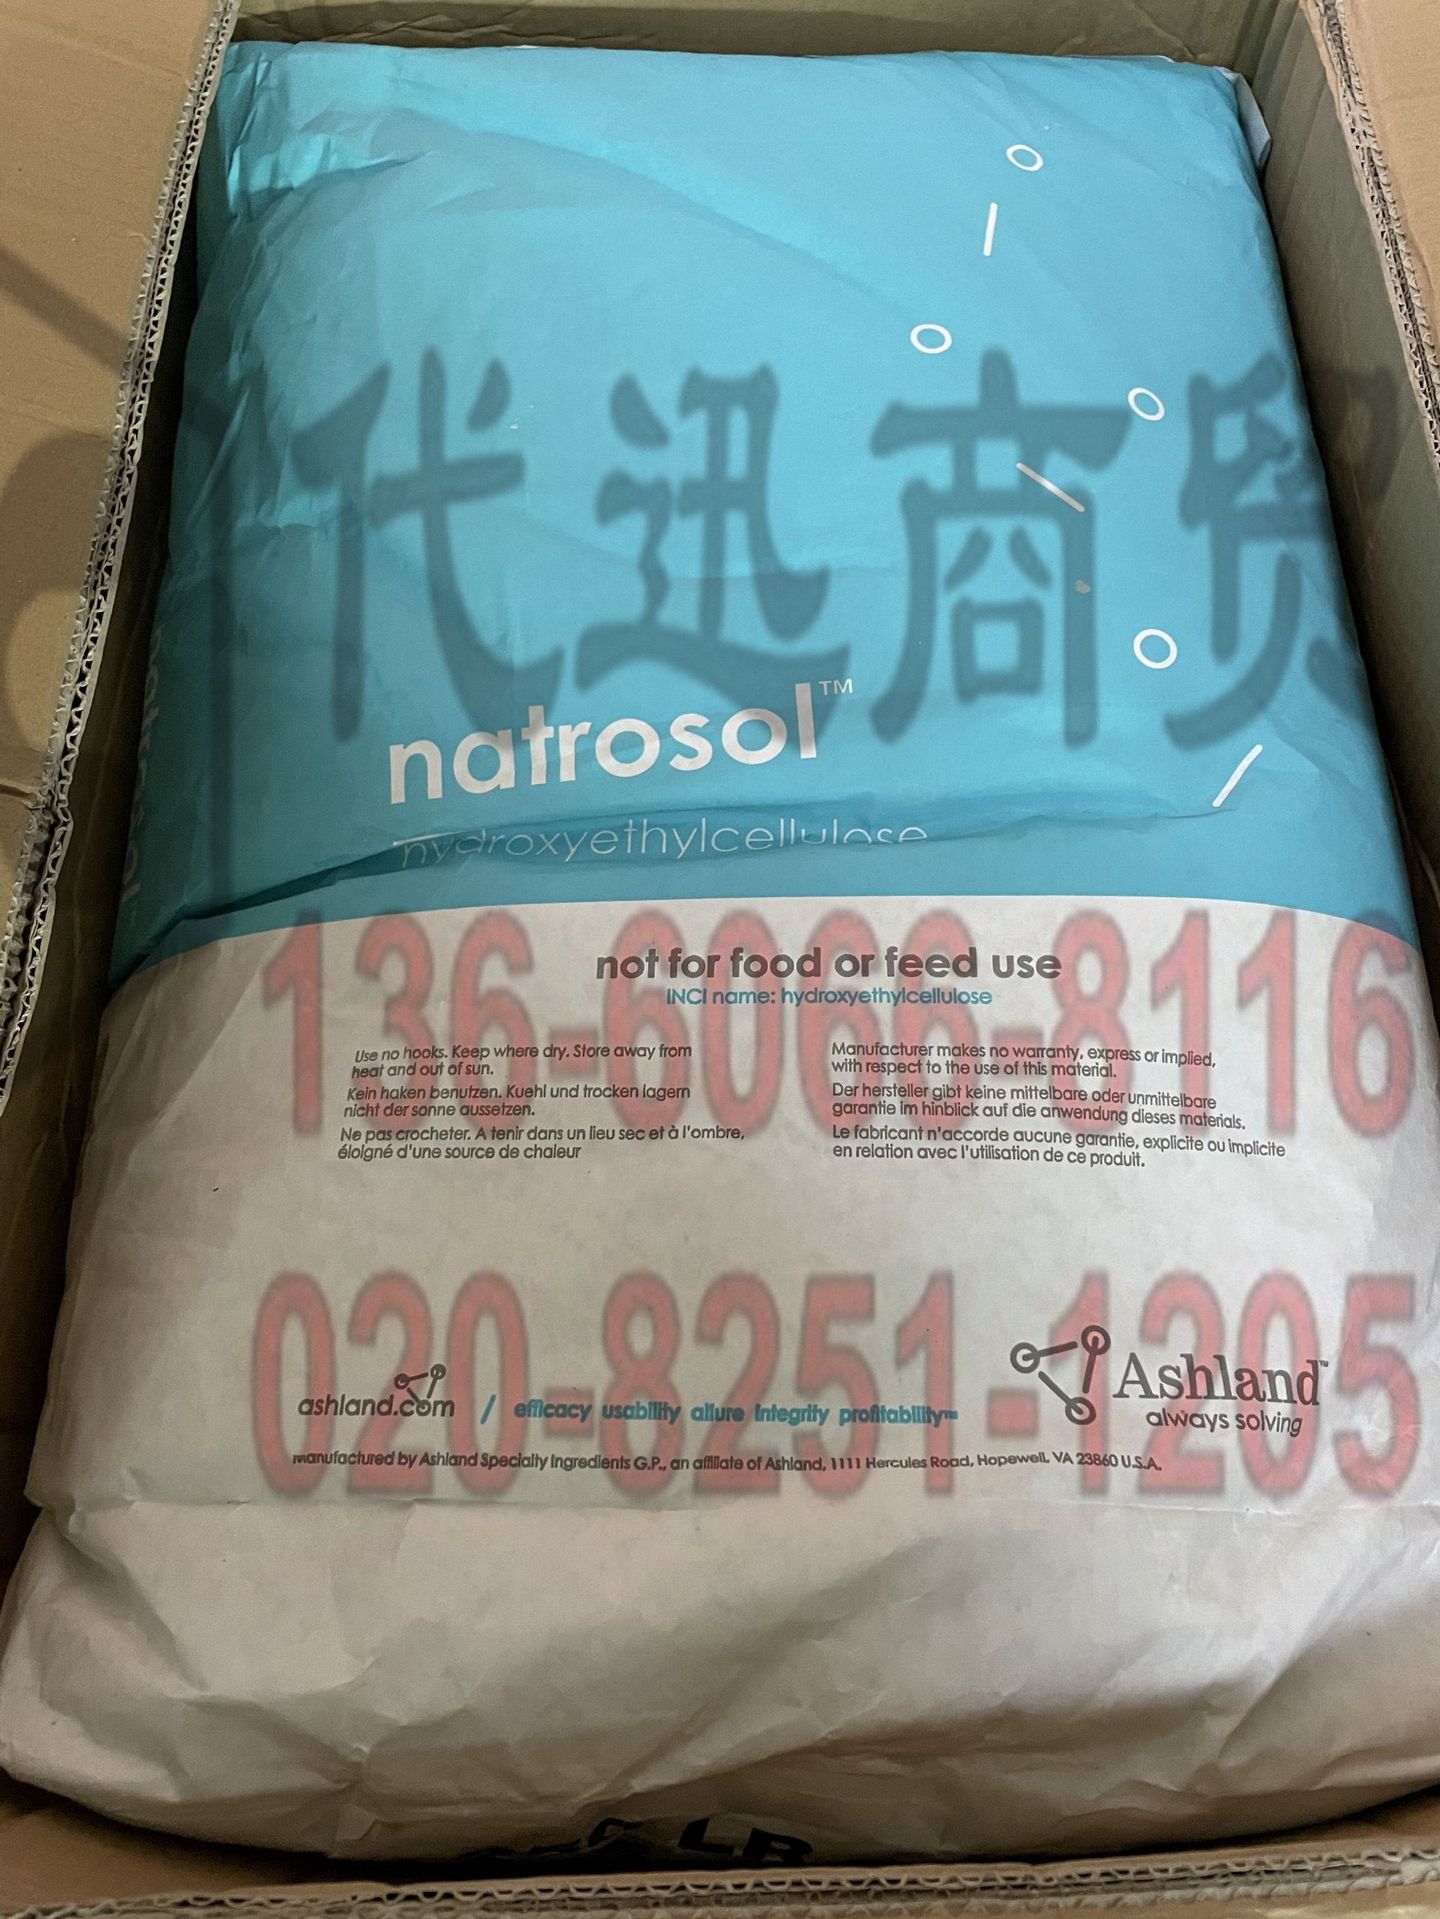 代迅商贸
natrosol™
hydroxyethylcellulose
136-6066-8116
not for food or feed use
INCI name: hydroxyethylcellulose
Use no hooks. Keep where dry. Store away from
heat and out of sun.
Kein haken benutzen. Kuehl und trocken lagern
nicht der sonne aussetzen.
Ne pas crocheter. A tenir dans un lieu sec et à l'ombre,
éloigné d'une source de chaleur
Manufacturer makes no warranty, express or implied,
with respect to the use of this material.
Der hersteller gibt keine mittelbare oder unmittelbare
garantie im hinblick auf die anwendung dieses materials.
Le fabricant n'accorde aucune garantie, explicite ou implicite
en relation avec l'utilisation de ce produit.
020-8251-1205
ashland.com / efficacy usability allure integrity profitability™
Ashland™
always solving
manufactured by Ashland Specialty Ingredients G.P., an affiliate of Ashland, 1111 Hercules Road, Hopewell, VA 23860 U.S.A.
LR